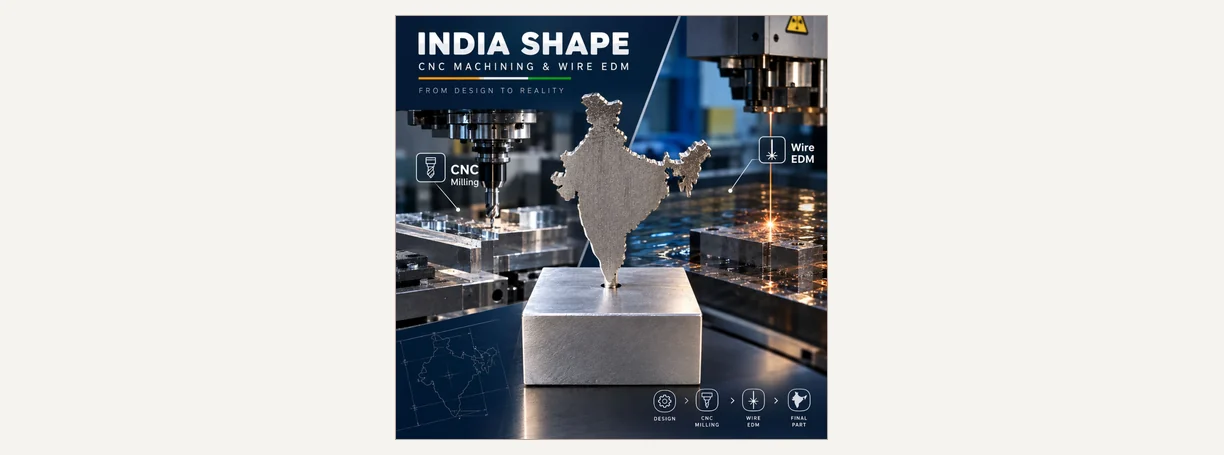 INDIA SHAPE
CNC MACHINING & WIRE EDM
FROM DESIGN TO REALITY
CNC
Milling
Wire
EDM
DESIGN
CNC
MILLING
WIRE
EDM
FINAL
PART